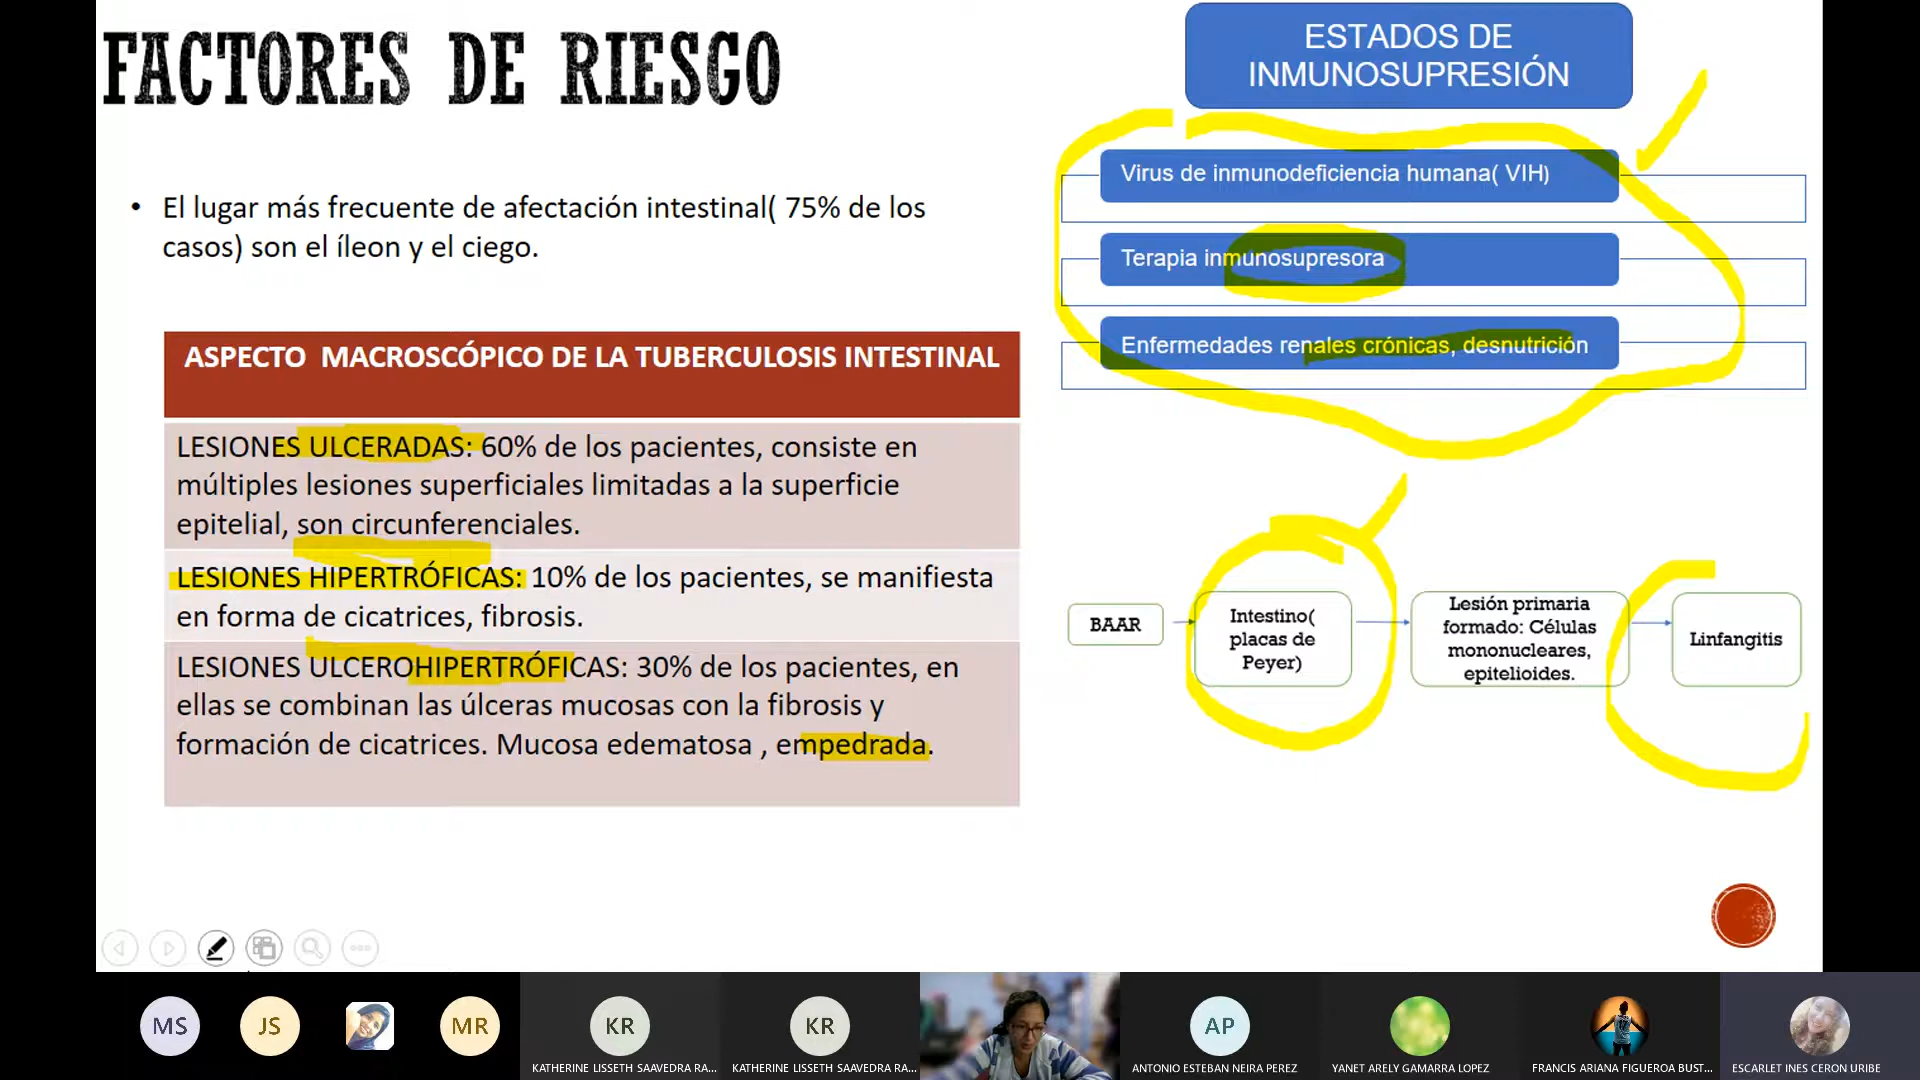 FACTORES DE RIESGO
• El lugar más frecuente de afectación intestinal( 75% de los
casos) son el íleon y el ciego.
ASPECTO MACROSCÓPICO DE LA TUBERCULOSIS INTESTINAL
LESIONES ULCERADAS: 60% de los pacientes, consiste en
múltiples lesiones superficiales limitadas a la superficie
epitelial, son circunferenciales.
LESIONES HIPERTRÓFICAS: 10% de los pacientes, se manifiesta
en forma de cicatrices, fibrosis.
LESIONES ULCEROHIPERTRÓFICAS: 30% de los pacientes, en
ellas se combinan las úlceras mucosas con la fibrosis y
formación de cicatrices. Mucosa edematosa , empedrada.
ESTADOS DE
INMUNOSUPRESIÓN
Virus de inmunodeficiencia humana( VIH)
Terapia inmunosupresora
Enfermedades renales crónicas, desnutrición
BAAR
Intestino(
placas de
Peyer)
Lesión primaria
formado: Células
mononucleares,
epitelioides.
Linfangitis
MS
JS
MR
KR
KATHERINE LISSETH SAAVEDRA RA...
KR
KATHERINE LISSETH SAAVEDRA RA...
AP
ANTONIO ESTEBAN NEIRA PEREZ
YANET ARELY GAMARRA LOPEZ
FRANCIS ARIANA FIGUEROA BUST...
ESCARLET INES CERON URIBE